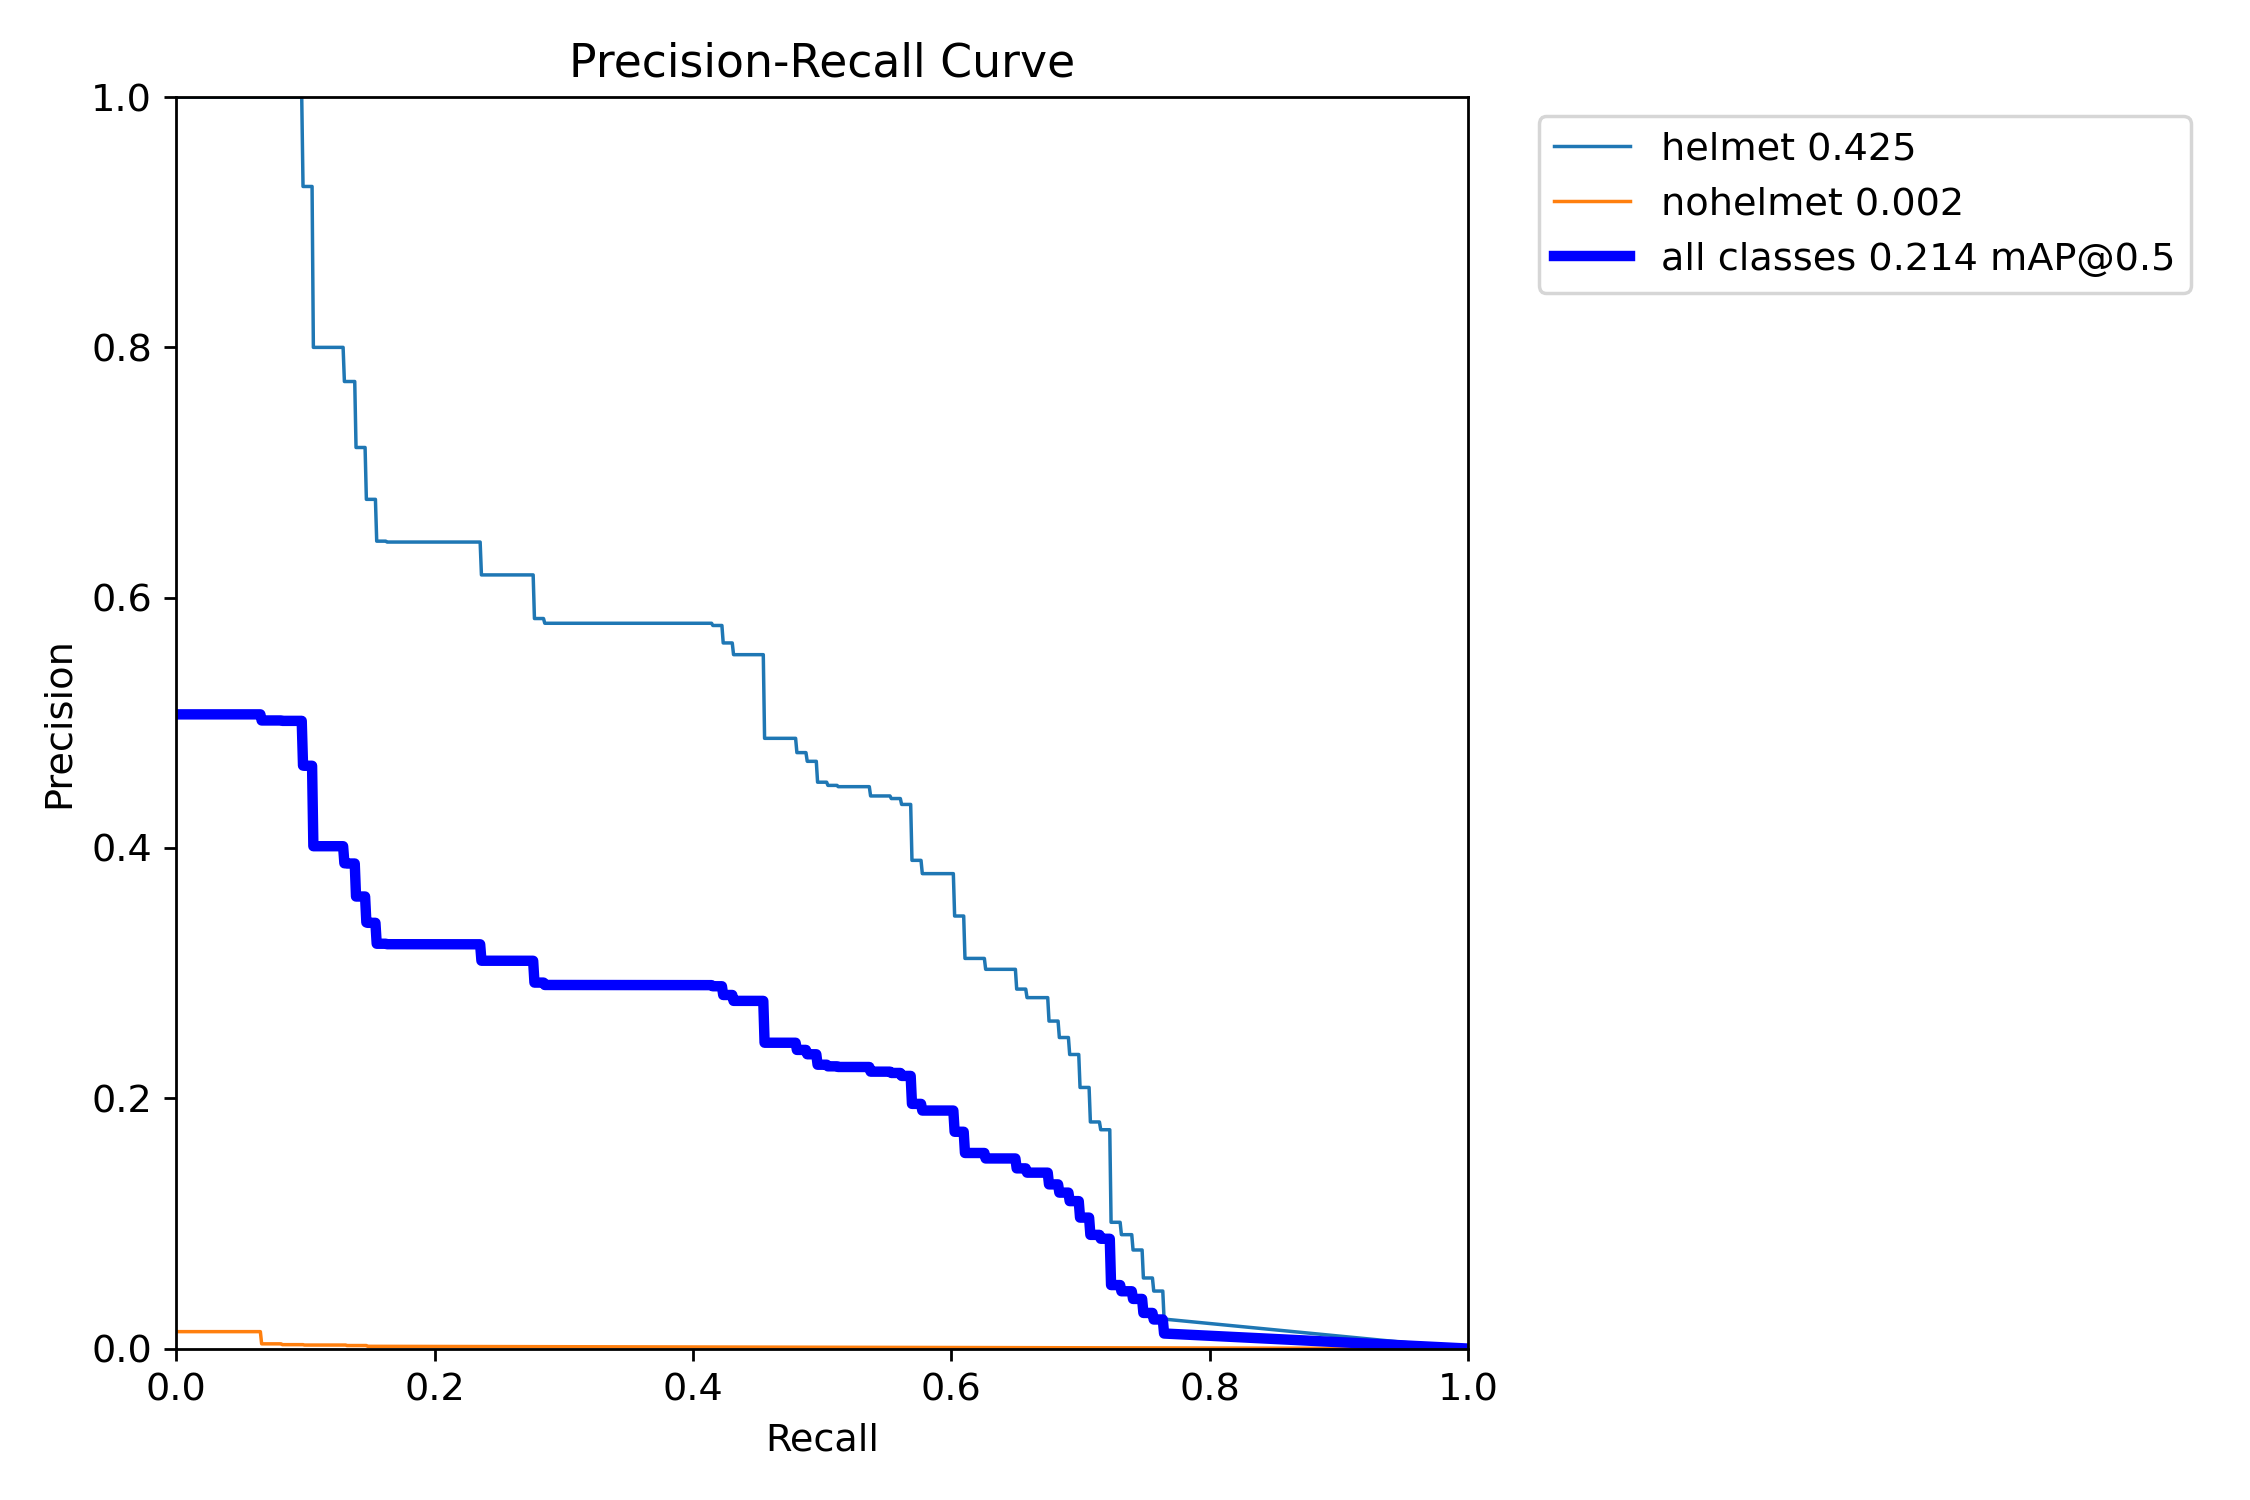 Precision-Recall Curve
1.0
0.8
0.6
0.4
0.2
0.0
Precision
0.0 0.2 0.4 0.6 0.8 1.0
Recall
helmet 0.425
nohelmet 0.002
all classes 0.214 mAP@0.5